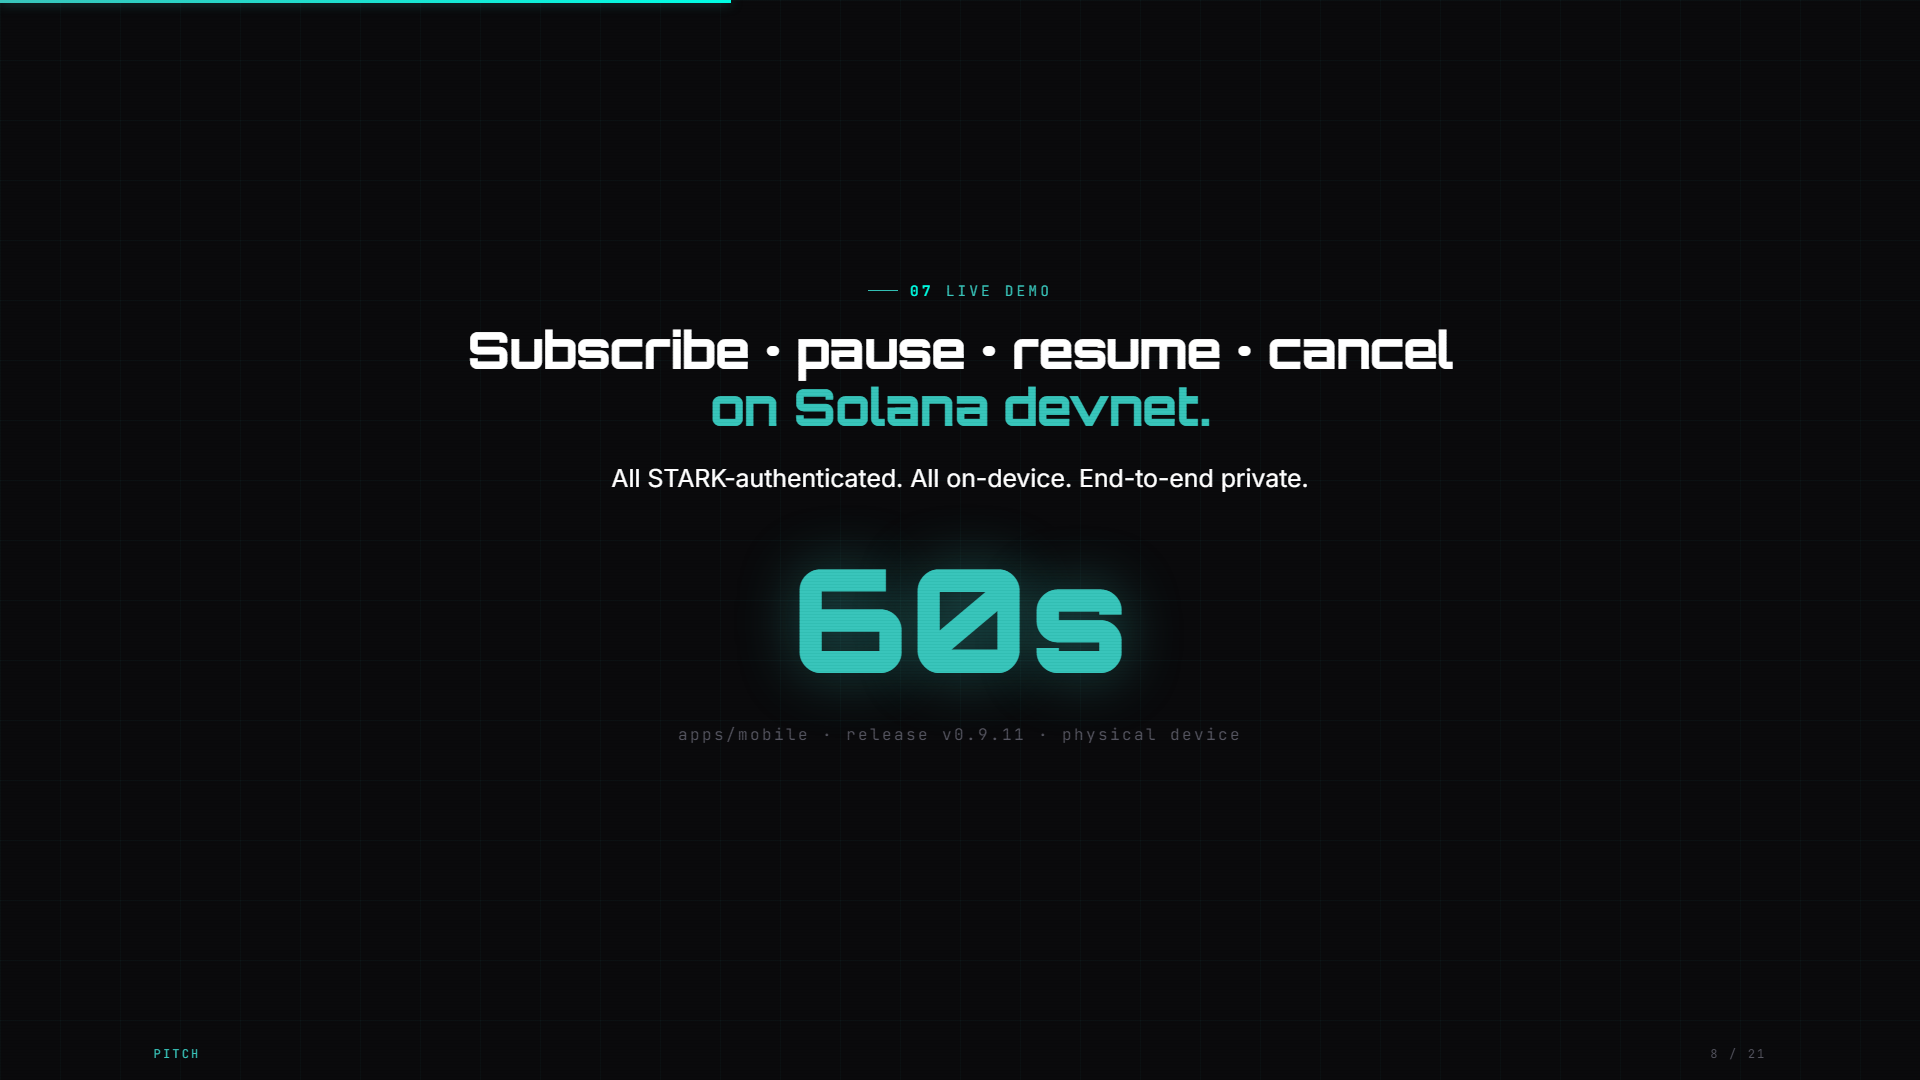 07 LIVE DEMO
Subscribe · pause · resume · cancel
on Solana devnet.
All STARK-authenticated. All on-device. End-to-end private.
60s
apps/mobile · release v0.9.11 · physical device
PITCH
8 / 21